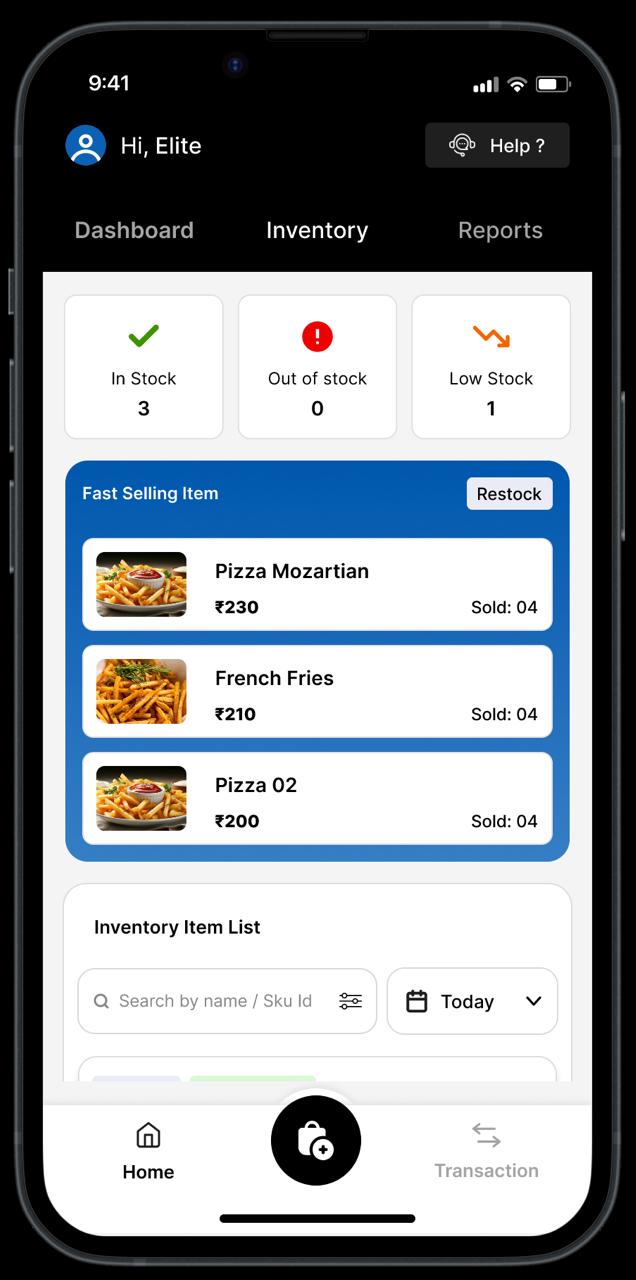 9:41
Hi, Elite
Help ?
Dashboard Inventory Reports
In Stock
3
Out of stock
0
Low Stock
1
Fast Selling Item
Restock
Pizza Mozartian
₹230 Sold: 04
French Fries
₹210 Sold: 04
Pizza 02
₹200 Sold: 04
Inventory Item List
Search by name / Sku Id
Today
Home
Transaction